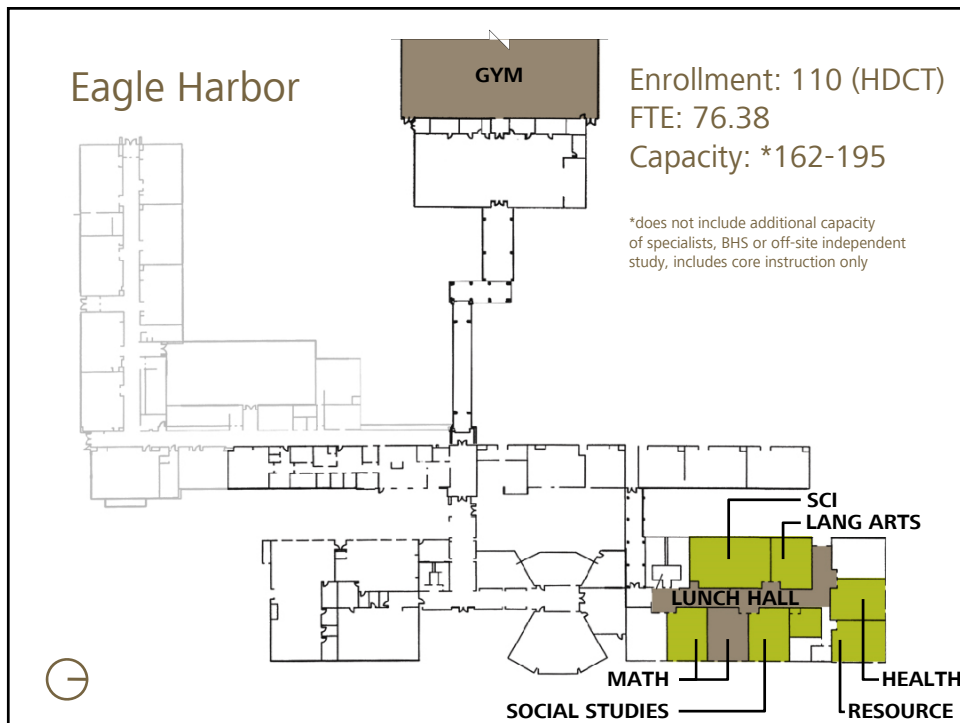 Eagle Harbor
GYM
Enrollment: 110 (HDCT)
FTE: 76.38
Capacity: *162-195
*does not include additional capacity
of specialists, BHS or off-site independent
study, includes core instruction only
SCI
LANG ARTS
LUNCH HALL
MATH
HEALTH
SOCIAL STUDIES
RESOURCE